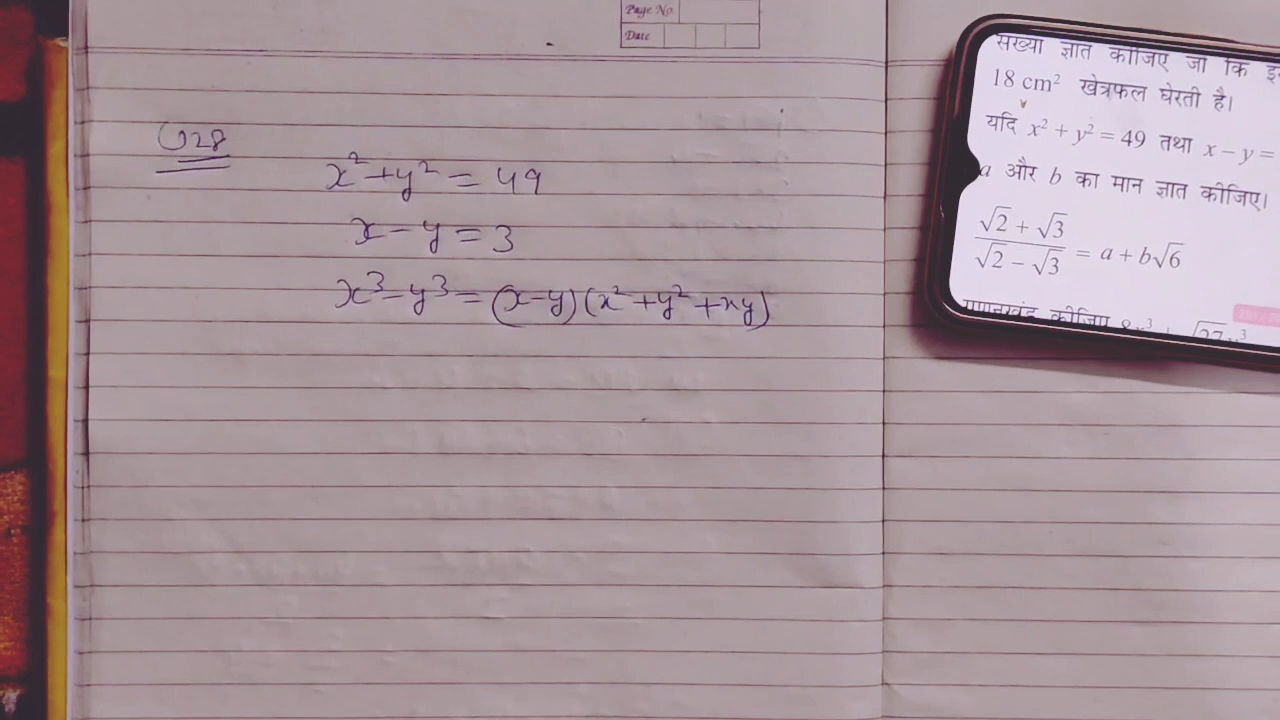 Page No.
Date
Q28
x² + y² = 49
x - y = 3
x³ - y³ = (x-y)(x² + y² + xy)
संख्या ज्ञात कीजिए जो कि
18 cm² खेत्रफल घेरती है।
यदि x² + y² = 49 तथा x - y =
a और b का मान ज्ञात कीजिए।
√2 + √3
√2 - √3 = a + b√6
गुणनखंड कीजिए